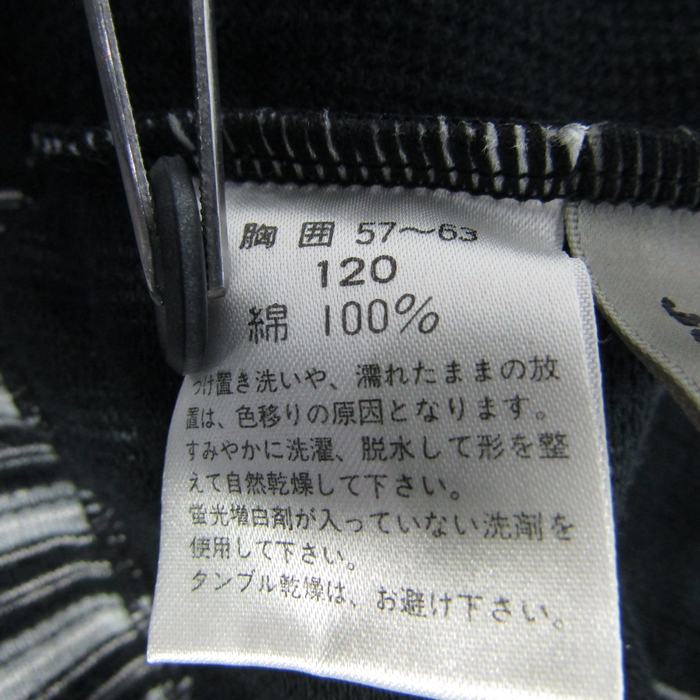 胸囲 57～63
120
綿 100%
つけ置き洗いや、濡れたままの放
置は、色移りの原因となります。
すみやかに洗濯、脱水して形を整
えて自然乾燥して下さい。
蛍光増白剤が入っていない洗剤を
使用して下さい。
タンブル乾燥は、お避け下さい。